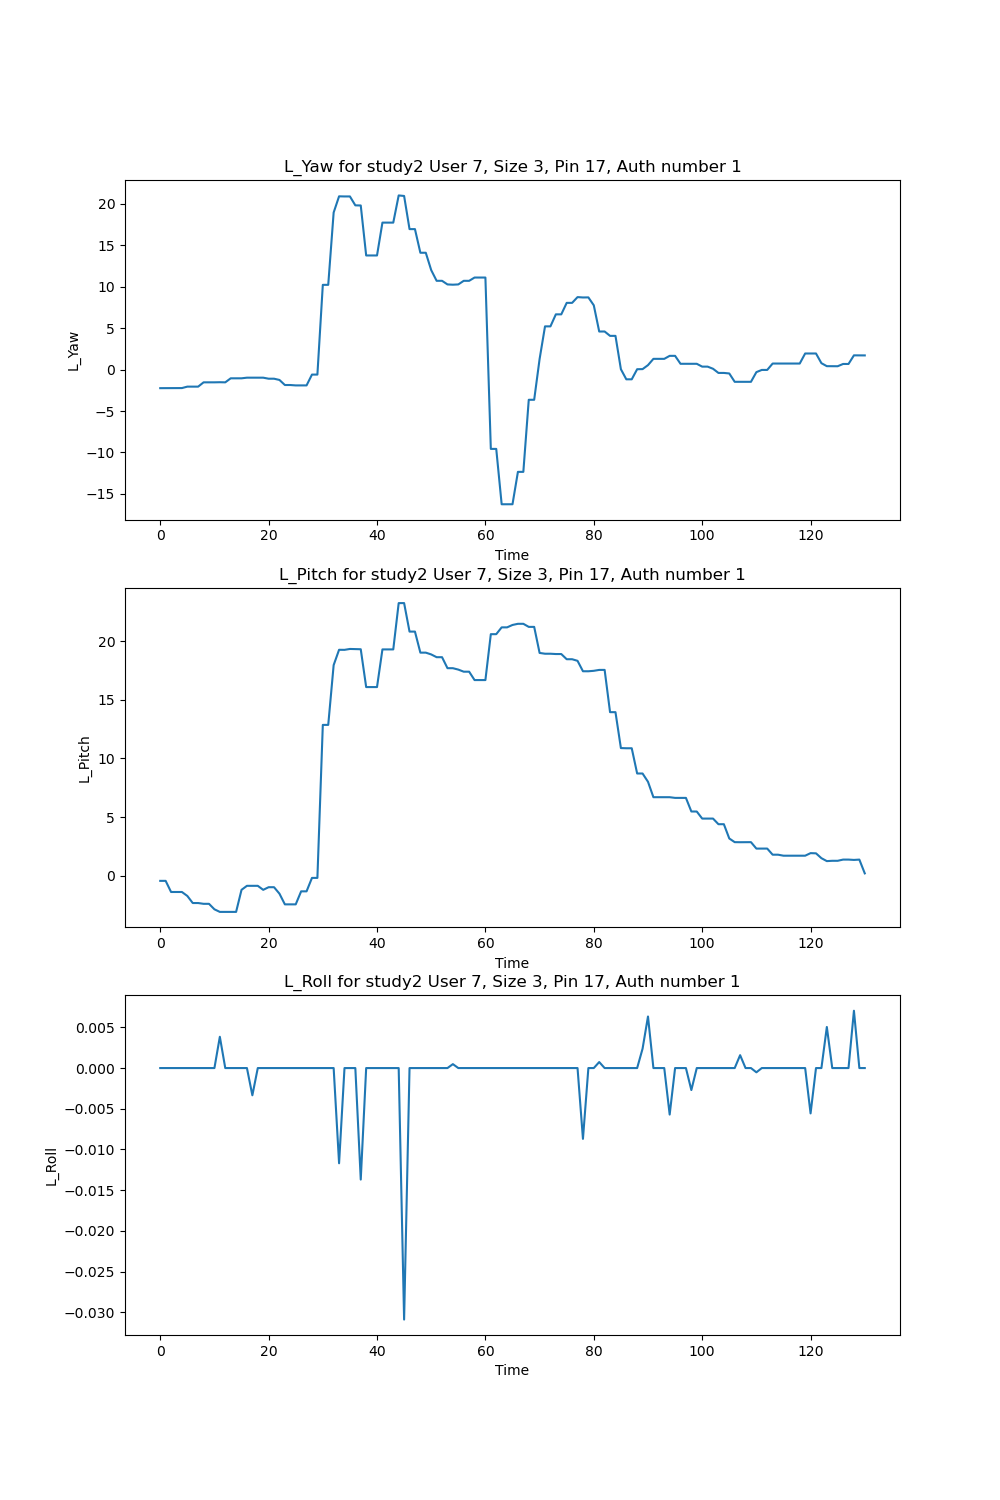 L_Yaw for study2 User 7, Size 3, Pin 17, Auth number 1
20
15
10
5
0
−5
−10
−15
L_Yaw
0 20 40 60 80 100 120
Time
L_Pitch for study2 User 7, Size 3, Pin 17, Auth number 1
20
15
10
5
0
L_Pitch
0 20 40 60 80 100 120
Time
L_Roll for study2 User 7, Size 3, Pin 17, Auth number 1
0.005
0.000
−0.005
−0.010
−0.015
−0.020
−0.025
−0.030
L_Roll
0 20 40 60 80 100 120
Time